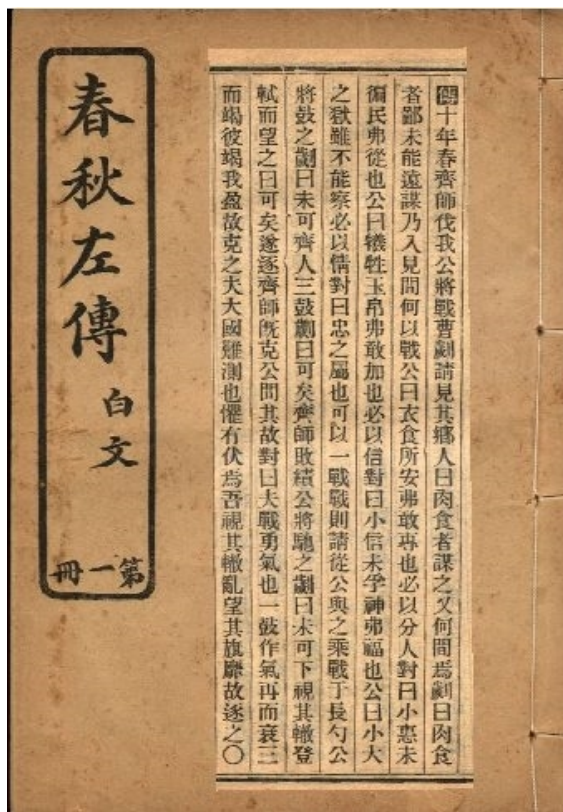 傳十年春齊師伐我公將戰曹劌請見其鄉人曰肉食者謀之又何間焉劌曰肉食
者鄙未能遠謀乃入見問何以戰公曰衣食所安弗敢專也必以分人對曰小惠未
徧民弗從也公曰犧牲玉帛弗敢加也必以信對曰小信未孚神弗福也公曰小大
之獄雖不能察必以情對曰忠之屬也可以一戰戰則請從公與之乘戰于長勺公
將鼓之劌曰未可齊人三鼓劌曰可矣齊師敗績公將馳之劌曰未可下視其轍登
軾而望之曰可矣遂逐齊師既克公問其故對曰夫戰勇氣也一鼓作氣再而衰三
而竭彼竭我盈故克之夫大國難測也懼有伏焉吾視其轍亂望其旗靡故逐之〇
春秋左傳
白文
第一冊